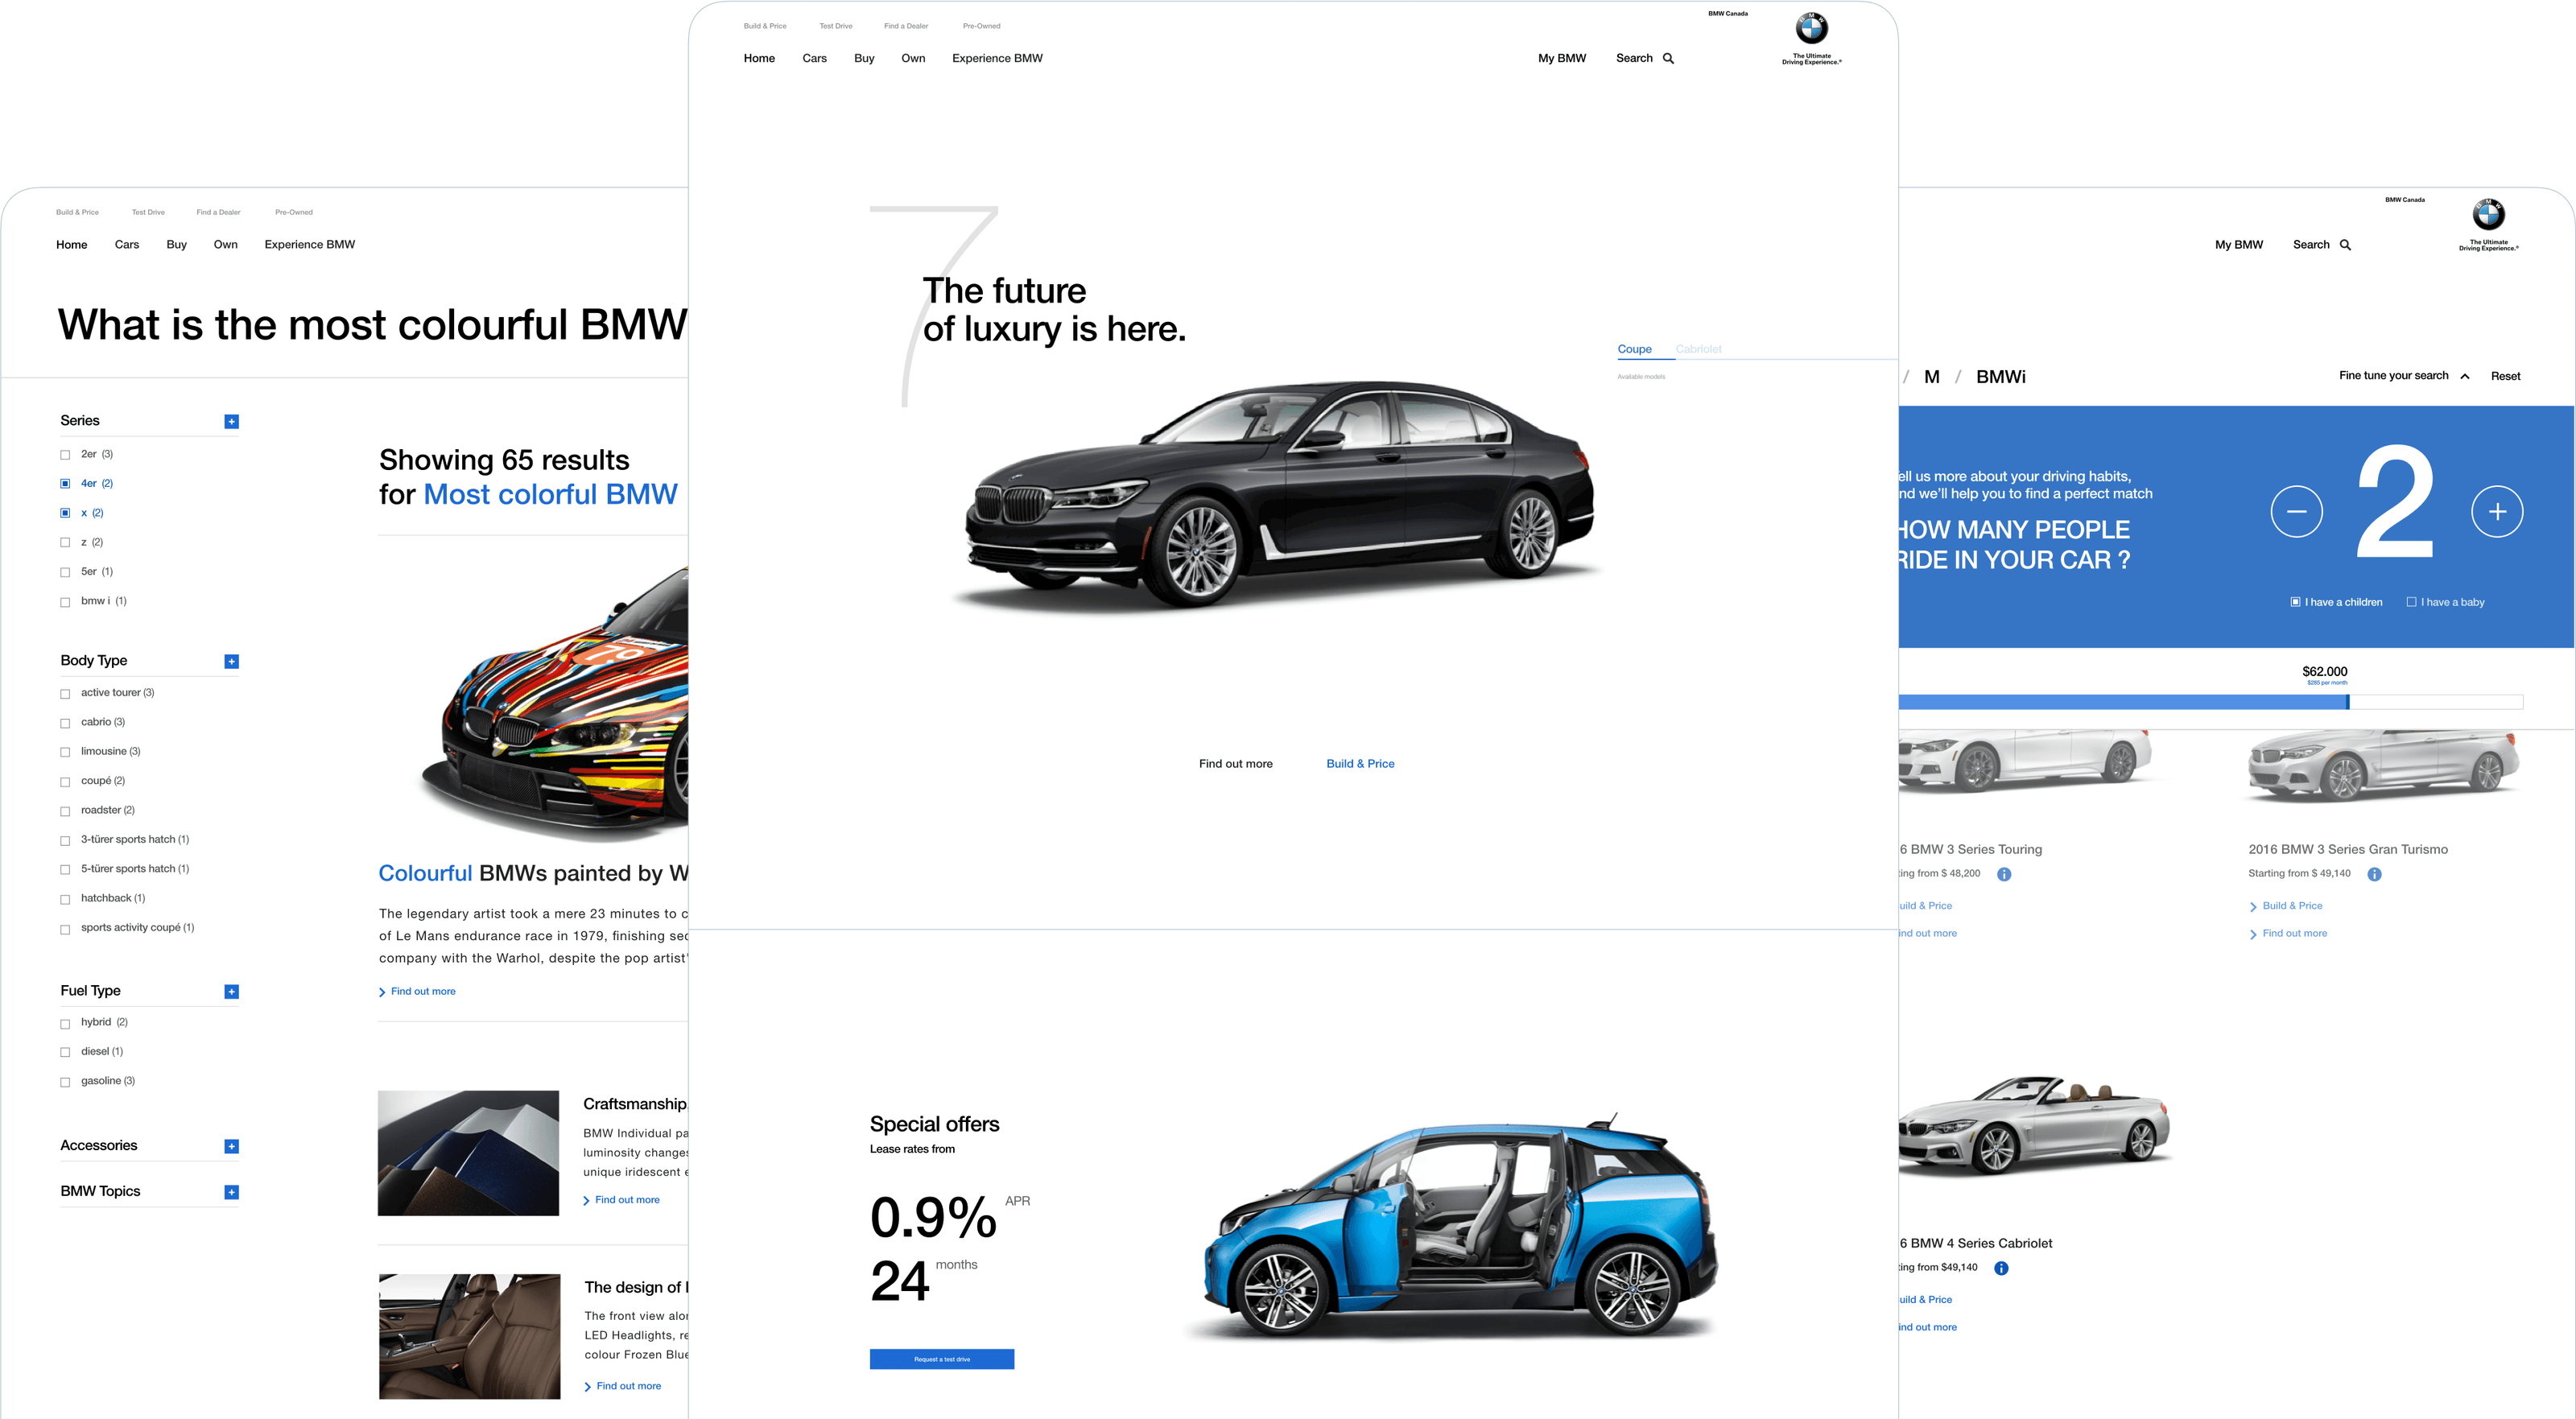 Build & Price Test Drive Find a Dealer Pre-Owned
Home Cars Buy Own Experience BMW
What is the most colourful BMW
Series
2er (3)
4er (2)
x (2)
z (2)
5er (1)
bmw i (1)
Body Type
active tourer (3)
cabrio (3)
limousine (3)
coupé (2)
roadster (2)
3-türer sports hatch (1)
5-türer sports hatch (1)
hatchback (1)
sports activity coupé (1)
Fuel Type
hybrid (2)
diesel (1)
gasoline (3)
Accessories
BMW Topics
Showing 65 results
for Most colorful BMW
79
Colourful BMWs painted by W
The legendary artist took a mere 23 minutes to c
of Le Mans endurance race in 1979, finishing sec
company with the Warhol, despite the pop artist'
Find out more
Craftsmanship.
BMW Individual pa
luminosity changes
unique iridescent e
Find out more
The design of
The front view alon
LED Headlights, re
colour Frozen Blue
Find out more
Build & Price Test Drive Find a Dealer Pre-Owned
Home Cars Buy Own Experience BMW
BMW Canada
My BMW Search
BMW
The Ultimate
Driving Experience.®
7
The future
of luxury is here.
Coupe Cabriolet
Available models
Find out more Build & Price
Special offers
Lease rates from
0.9% APR
24 months
Request a test drive
BMW Canada
My BMW Search
BMW
The Ultimate
Driving Experience.®
/ M / BMWi
Fine tune your search Reset
ell us more about your driving habits,
nd we'll help you to find a perfect match
HOW MANY PEOPLE
RIDE IN YOUR CAR ?
2
I have a children I have a baby
$62.000
$285 per month
6 BMW 3 Series Touring
ing from $ 48,200
uild & Price
ind out more
2016 BMW 3 Series Gran Turismo
Starting from $ 49,140
Build & Price
Find out more
6 BMW 4 Series Cabriolet
ing from $49,140
uild & Price
ind out more